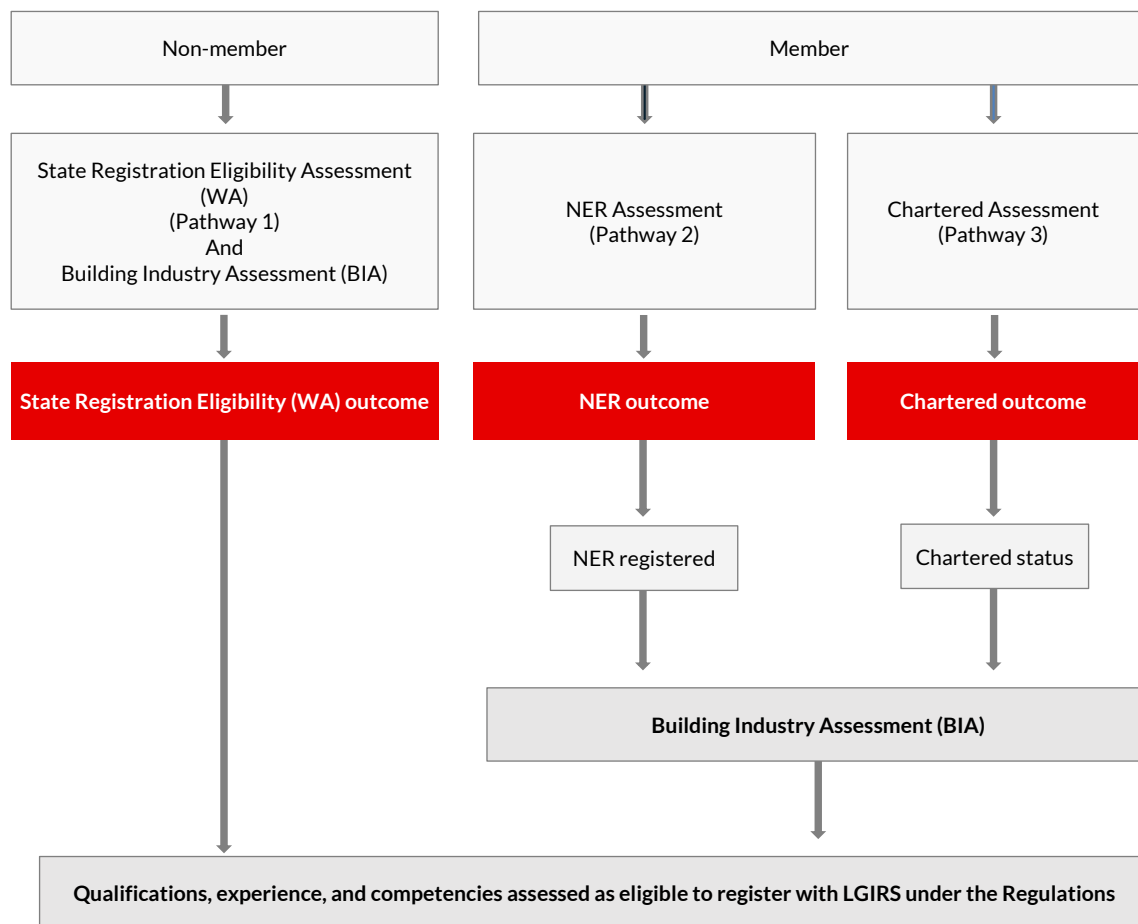 Non-member
Member
State Registration Eligibility Assessment
(WA)
(Pathway 1)
And
Building Industry Assessment (BIA)
NER Assessment
(Pathway 2)
Chartered Assessment
(Pathway 3)
State Registration Eligibility (WA) outcome
NER outcome
Chartered outcome
NER registered
Chartered status
Building Industry Assessment (BIA)
Qualifications, experience, and competencies assessed as eligible to register with LGIRS under the Regulations